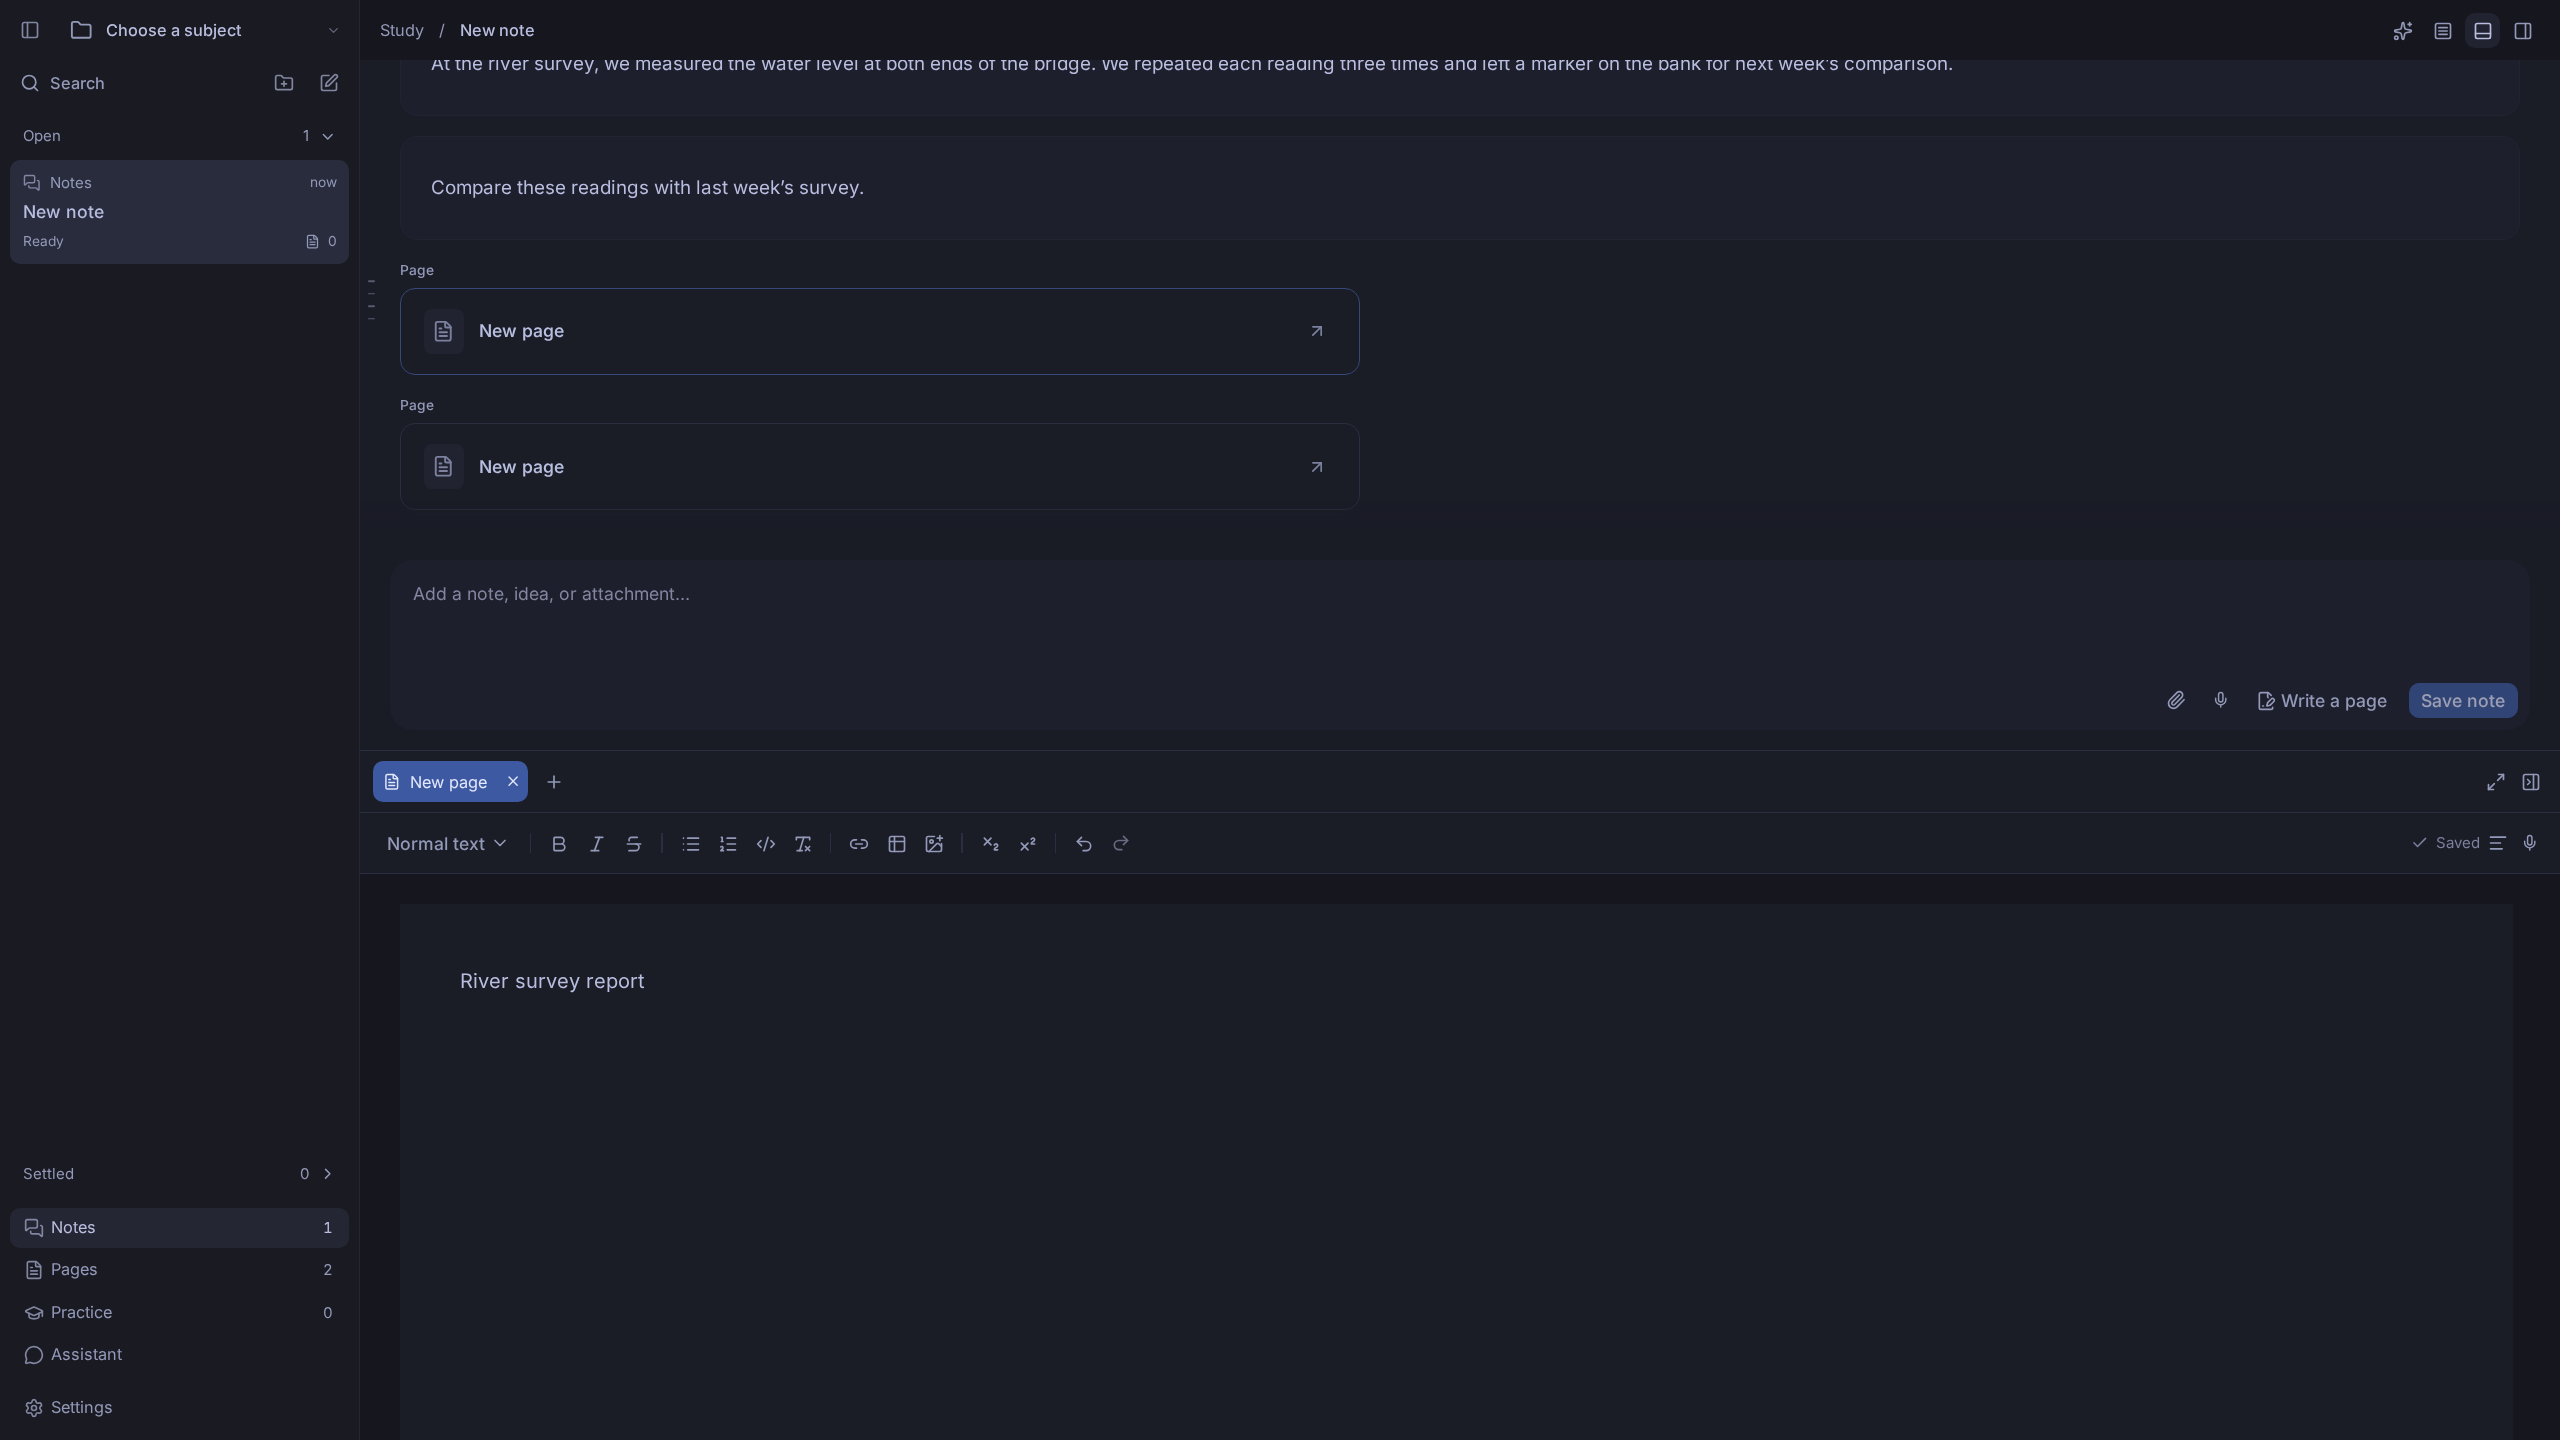 Choose a subject
Search
Open 1
Notes now
New note
Ready 0
Settled 0
Notes 1
Pages 2
Practice 0
Assistant
Settings
Study / New note
At the river survey, we measured the water level at both ends of the bridge. We repeated each reading three times and left a marker on the bank for next week's comparison.
Compare these readings with last week’s survey.
Page
New page
Page
New page
Add a note, idea, or attachment...
Write a page Save note
New page
Normal text
Saved
River survey report